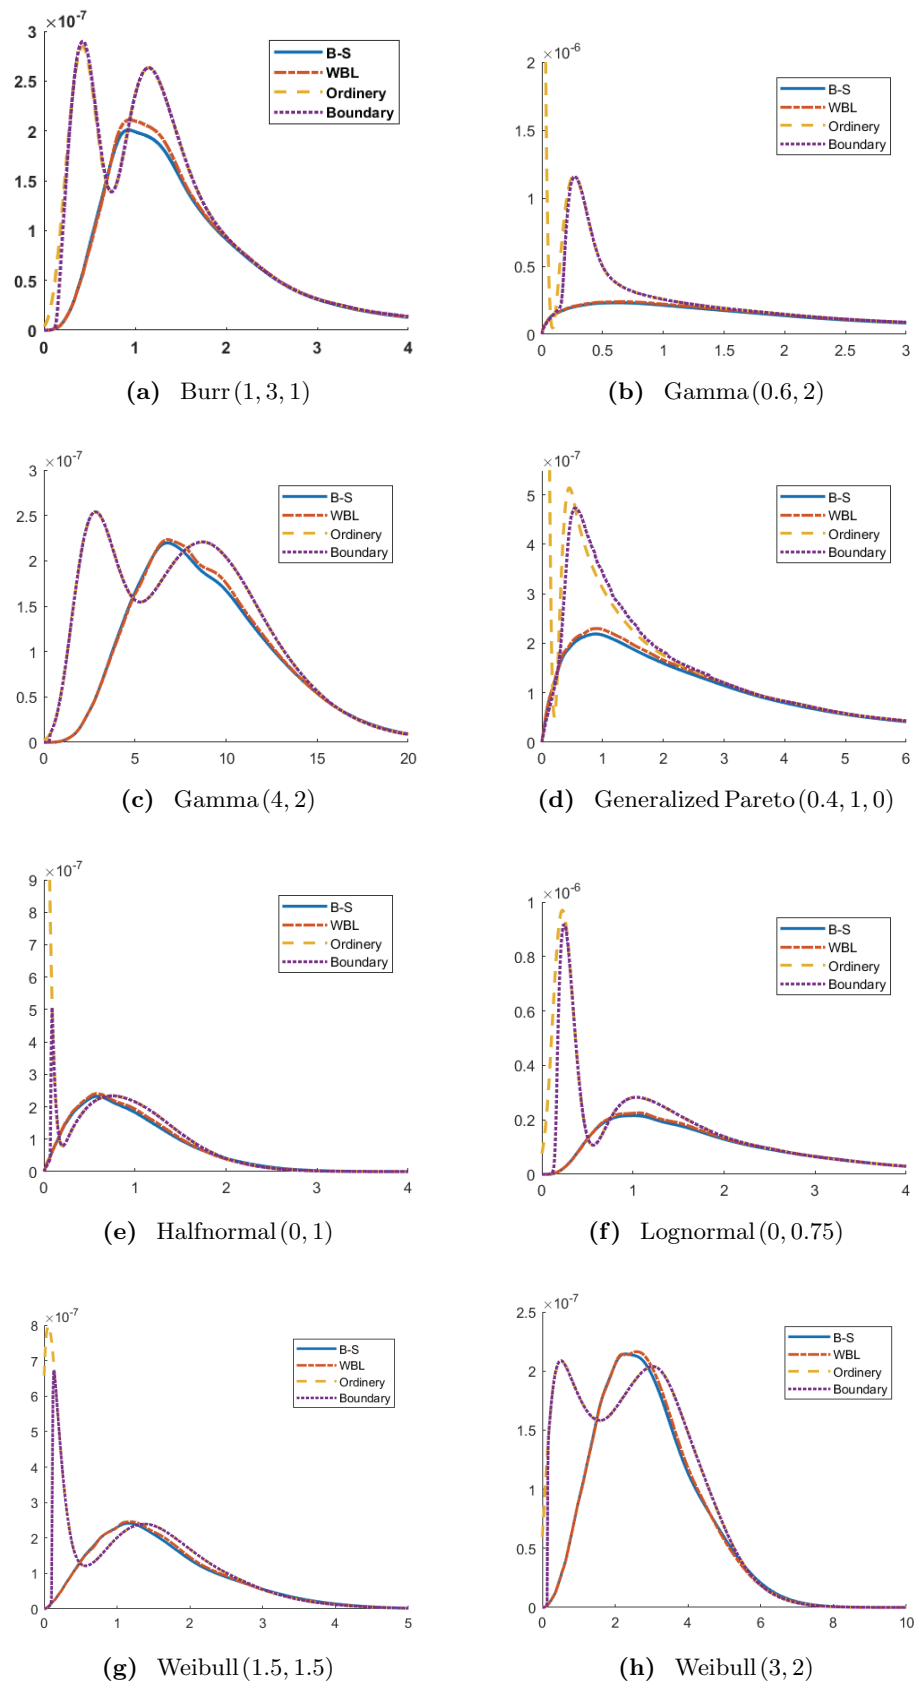 ×10⁻⁷
3
2.5
2
1.5
1
0.5
0
0 1 2 3 4
B-S
WBL
Ordinery
Boundary
(a) Burr(1, 3, 1)
×10⁻⁶
2
1.5
1
0.5
0
0 0.5 1 1.5 2 2.5 3
B-S
WBL
Ordinery
Boundary
(b) Gamma(0.6, 2)
×10⁻⁷
3
2.5
2
1.5
1
0.5
0
0 5 10 15 20
B-S
WBL
Ordinery
Boundary
(c) Gamma(4, 2)
×10⁻⁷
5
4
3
2
1
0
0 1 2 3 4 5 6
B-S
WBL
Ordinery
Boundary
(d) Generalized Pareto(0.4, 1, 0)
×10⁻⁷
9
8
7
6
5
4
3
2
1
0
0 1 2 3 4
B-S
WBL
Ordinery
Boundary
(e) Halfnormal(0, 1)
×10⁻⁶
1
0.8
0.6
0.4
0.2
0
0 1 2 3 4
B-S
WBL
Ordinery
Boundary
(f) Lognormal(0, 0.75)
×10⁻⁷
8
7
6
5
4
3
2
1
0
0 1 2 3 4 5
B-S
WBL
Ordinery
Boundary
(g) Weibull(1.5, 1.5)
×10⁻⁷
2.5
2
1.5
1
0.5
0
0 2 4 6 8 10
B-S
WBL
Ordinery
Boundary
(h) Weibull(3, 2)